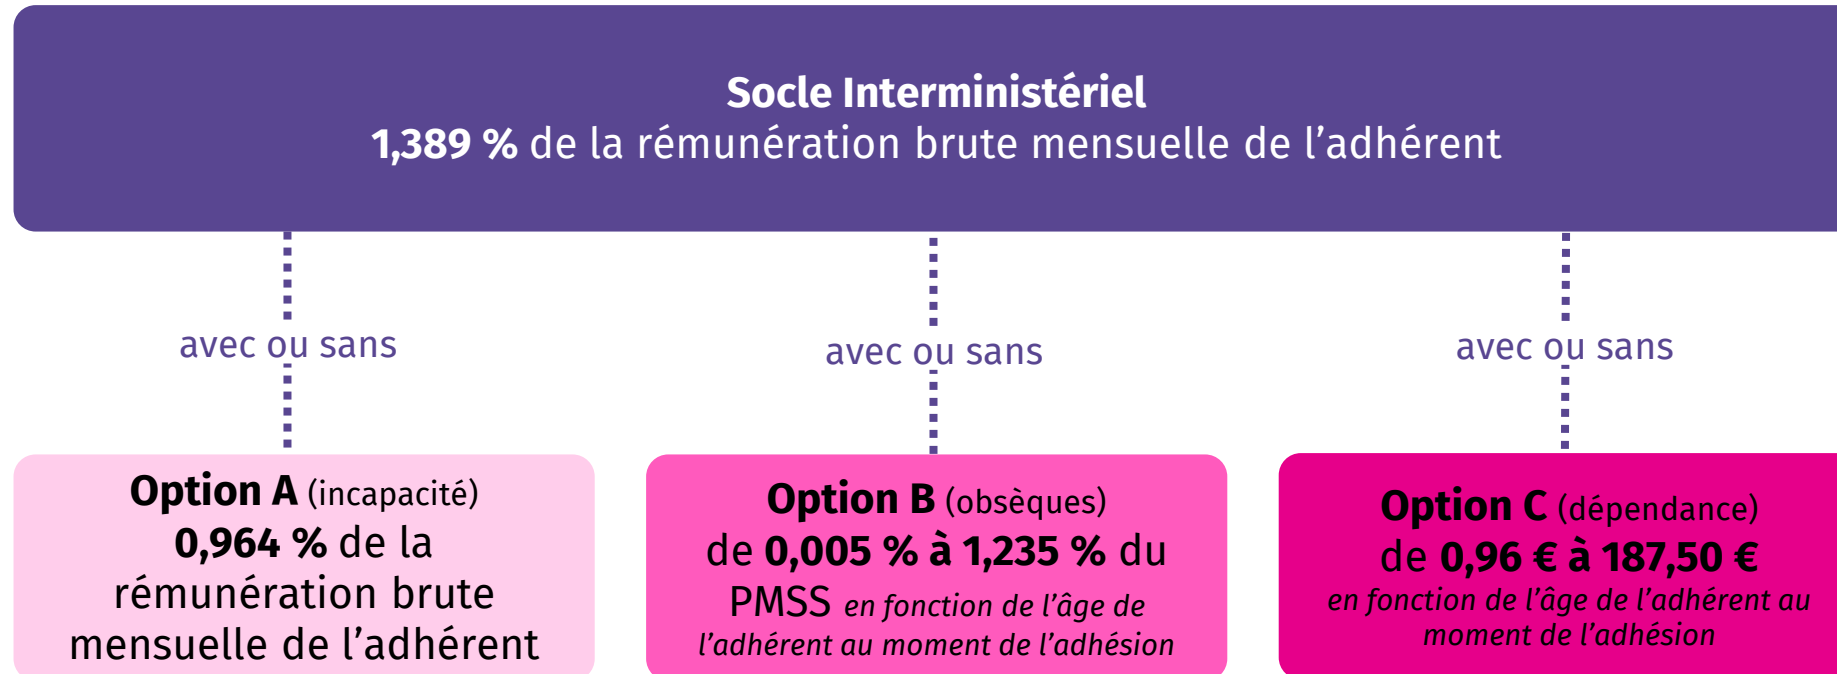 Socle Interministériel
1,389 % de la rémunération brute mensuelle de l’adhérent
avec ou sans
avec ou sans
avec ou sans
Option A (incapacité)
0,964 % de la
rémunération brute
mensuelle de l’adhérent
Option B (obsèques)
de 0,005 % à 1,235 % du
PMSS en fonction de l’âge de
l’adhérent au moment de l’adhésion
Option C (dépendance)
de 0,96 € à 187,50 €
en fonction de l’âge de l’adhérent au
moment de l’adhésion